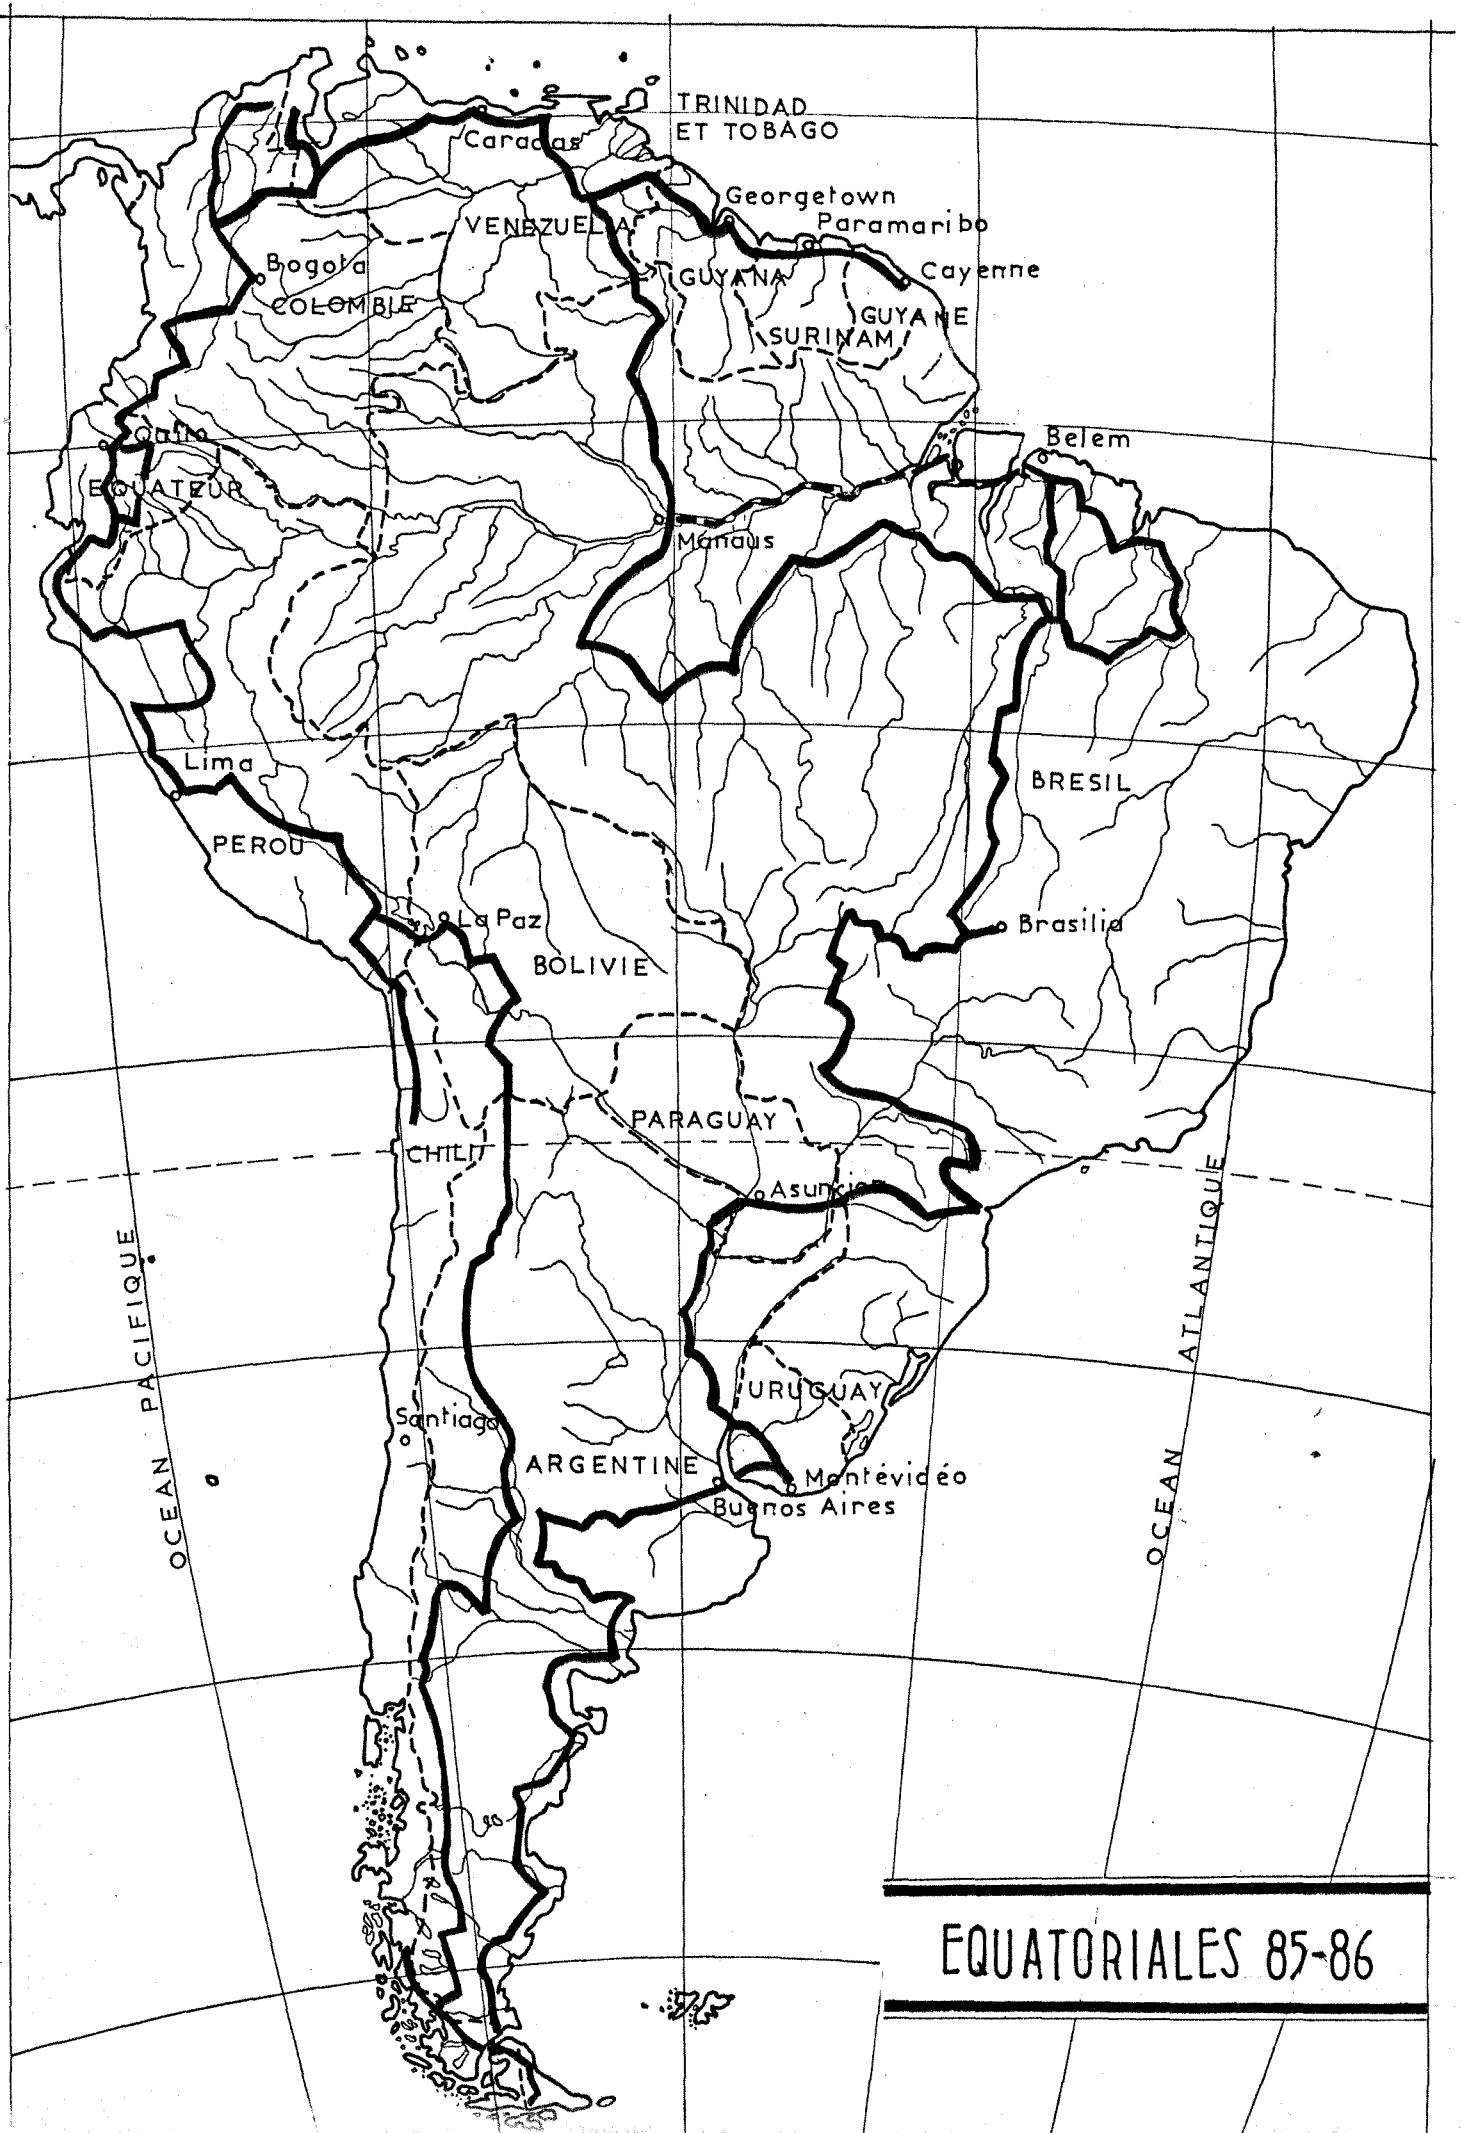 TRINIDAD
ET TOBAGO
Caracas
Georgetown
Paramaribo
VENEZUELA
Bogota
Cayenne
GUYANA
COLOMBIE
GUYANE
SURINAM
Quito
Belem
EQUATEUR
Manaus
Lima
BRESIL
PEROU
La Paz
Brasilia
BOLIVIE
PARAGUAY
CHILI
Asuncion
OCEAN PACIFIQUE
OCEAN ATLANTIQUE
URUGUAY
Santiago
ARGENTINE
Montévidéo
Buenos Aires
EQUATORIALES 85-86